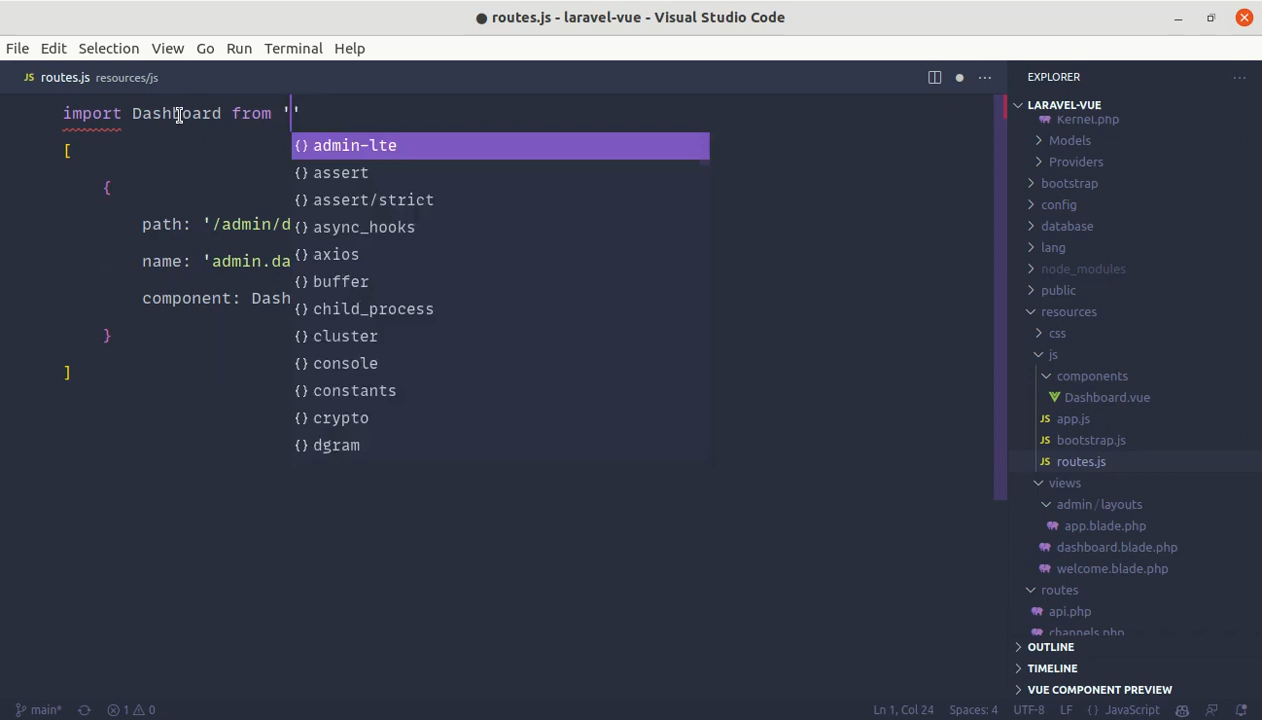 ● routes.js - laravel-vue - Visual Studio Code
File Edit Selection View Go Run Terminal Help
JS routes.js resources/js
import Dashboard from ''
[
{
path: '/admin/d
name: 'admin.da
component: Dash
}
]
{} admin-lte
{} assert
{} assert/strict
{} async_hooks
{} axios
{} buffer
{} child_process
{} cluster
{} console
{} constants
{} crypto
{} dgram
EXPLORER
LARAVEL-VUE
Kernel.php
Models
Providers
bootstrap
config
database
lang
node_modules
public
resources
css
js
components
Dashboard.vue
JS app.js
JS bootstrap.js
JS routes.js
views
admin/layouts
app.blade.php
dashboard.blade.php
welcome.blade.php
routes
api.php
channels.php
OUTLINE
TIMELINE
VUE COMPONENT PREVIEW
main* 1 0 Ln 1, Col 24 Spaces: 4 UTF-8 LF {} JavaScript